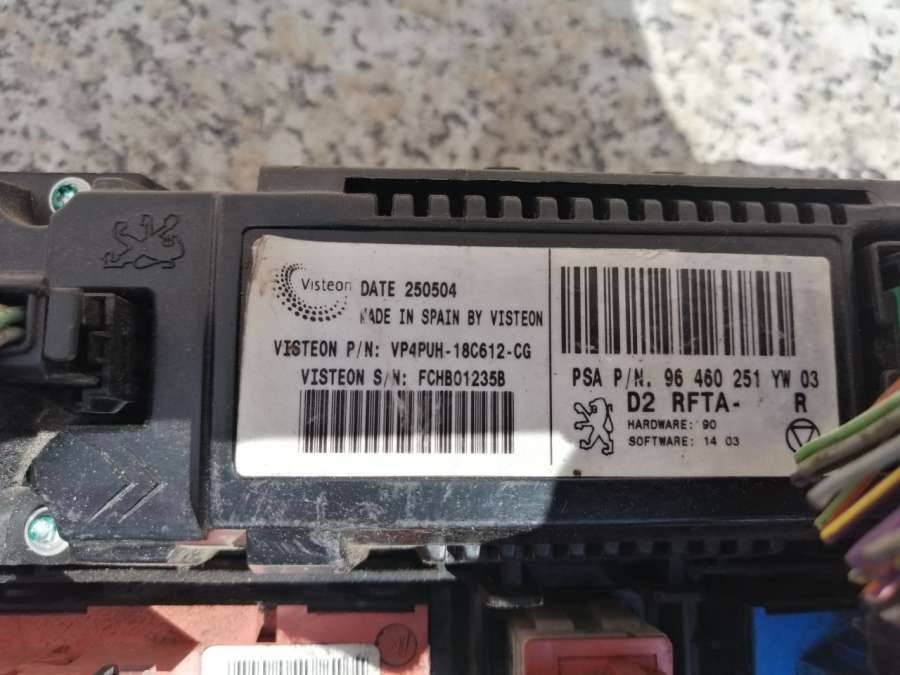 Visteon
DATE 250504
MADE IN SPAIN BY VISTEON
VISTEON P/N: VP4PUH-18C612-CG
VISTEON S/N: FCHB01235B
PSA P/N. 96 460 251 YW 03
D2 RFTA- R
HARDWARE: 90
SOFTWARE: 14 03